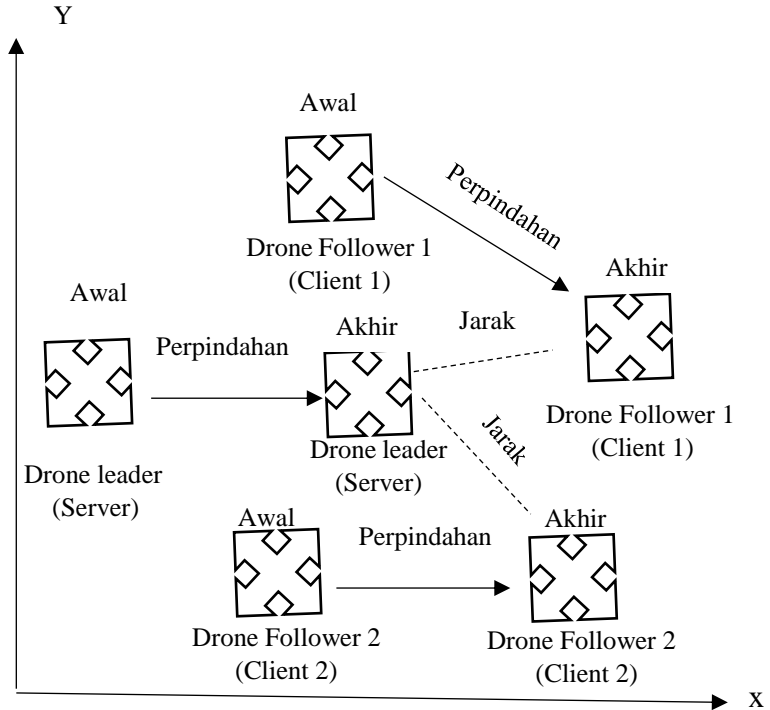 Y
Awal
Drone Follower 1
(Client 1)
Perpindahan
Akhir
Drone Follower 1
(Client 1)
Awal
Drone leader
(Server)
Perpindahan
Akhir
Drone leader
(Server)
Jarak
Jarak
Awal
Drone Follower 2
(Client 2)
Perpindahan
Akhir
Drone Follower 2
(Client 2)
X